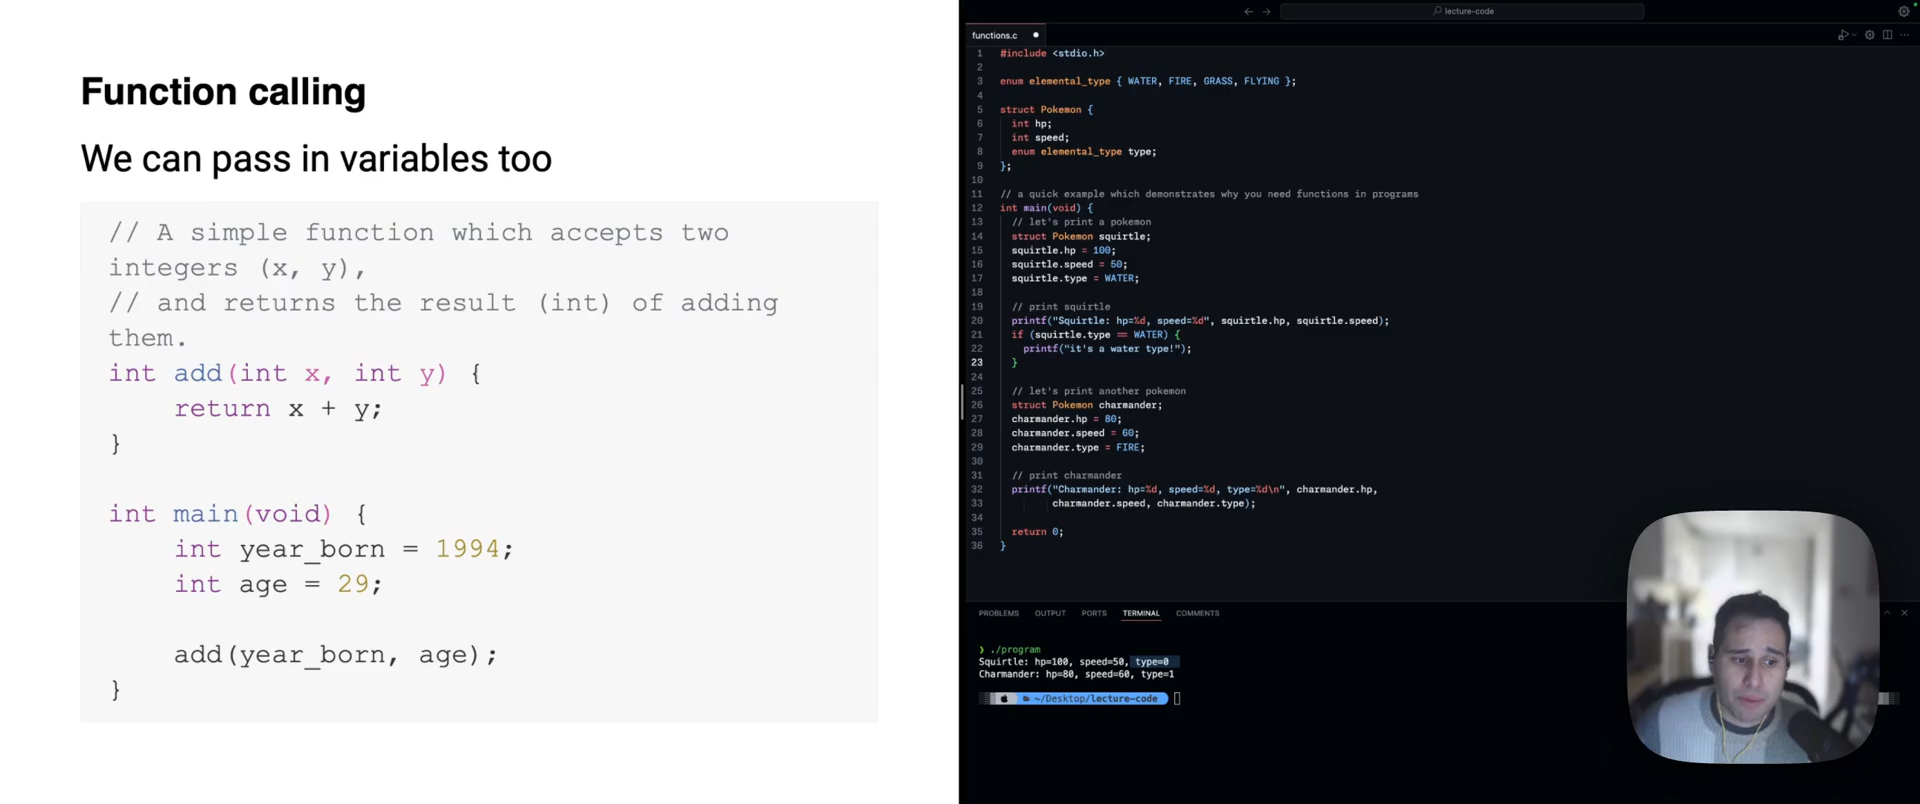 Function calling
We can pass in variables too
// A simple function which accepts two
integers (x, y),
// and returns the result (int) of adding
them.
int add(int x, int y) {
return x + y;
}
int main(void) {
int year_born = 1994;
int age = 29;
add(year_born, age);
}
lecture-code
functions.c
1 #include <stdio.h>
2
3 enum elemental_type { WATER, FIRE, GRASS, FLYING };
4
5 struct Pokemon {
6 int hp;
7 int speed;
8 enum elemental_type type;
9 };
10
11 // a quick example which demonstrates why you need functions in programs
12 int main(void) {
13 // let's print a pokemon
14 struct Pokemon squirtle;
15 squirtle.hp = 100;
16 squirtle.speed = 50;
17 squirtle.type = WATER;
18
19 // print squirtle
20 printf("Squirtle: hp=%d, speed=%d", squirtle.hp, squirtle.speed);
21 if (squirtle.type == WATER) {
22 printf("it's a water type!");
23 }
24
25 // let's print another pokemon
26 struct Pokemon charmander;
27 charmander.hp = 80;
28 charmander.speed = 60;
29 charmander.type = FIRE;
30
31 // print charmander
32 printf("Charmander: hp=%d, speed=%d, type=%d\n", charmander.hp,
33 charmander.speed, charmander.type);
34
35 return 0;
36 }
PROBLEMS OUTPUT PORTS TERMINAL COMMENTS
❯ ./program
Squirtle: hp=100, speed=50, type=0
Charmander: hp=80, speed=60, type=1
~/Desktop/lecture-code